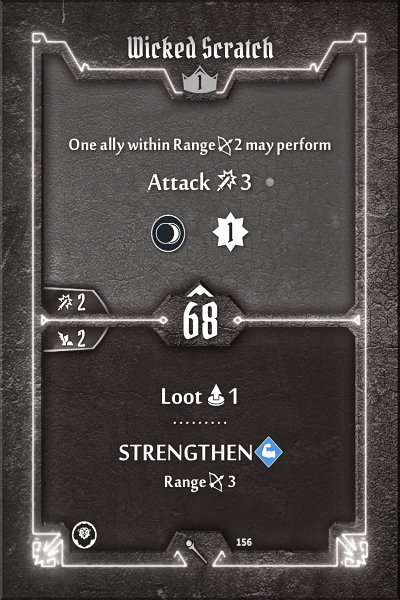 Wicked Scratch
1
One ally within Range 2 may perform
Attack 3
1
2
68
2
Loot 1
STRENGTHEN
Range 3
156